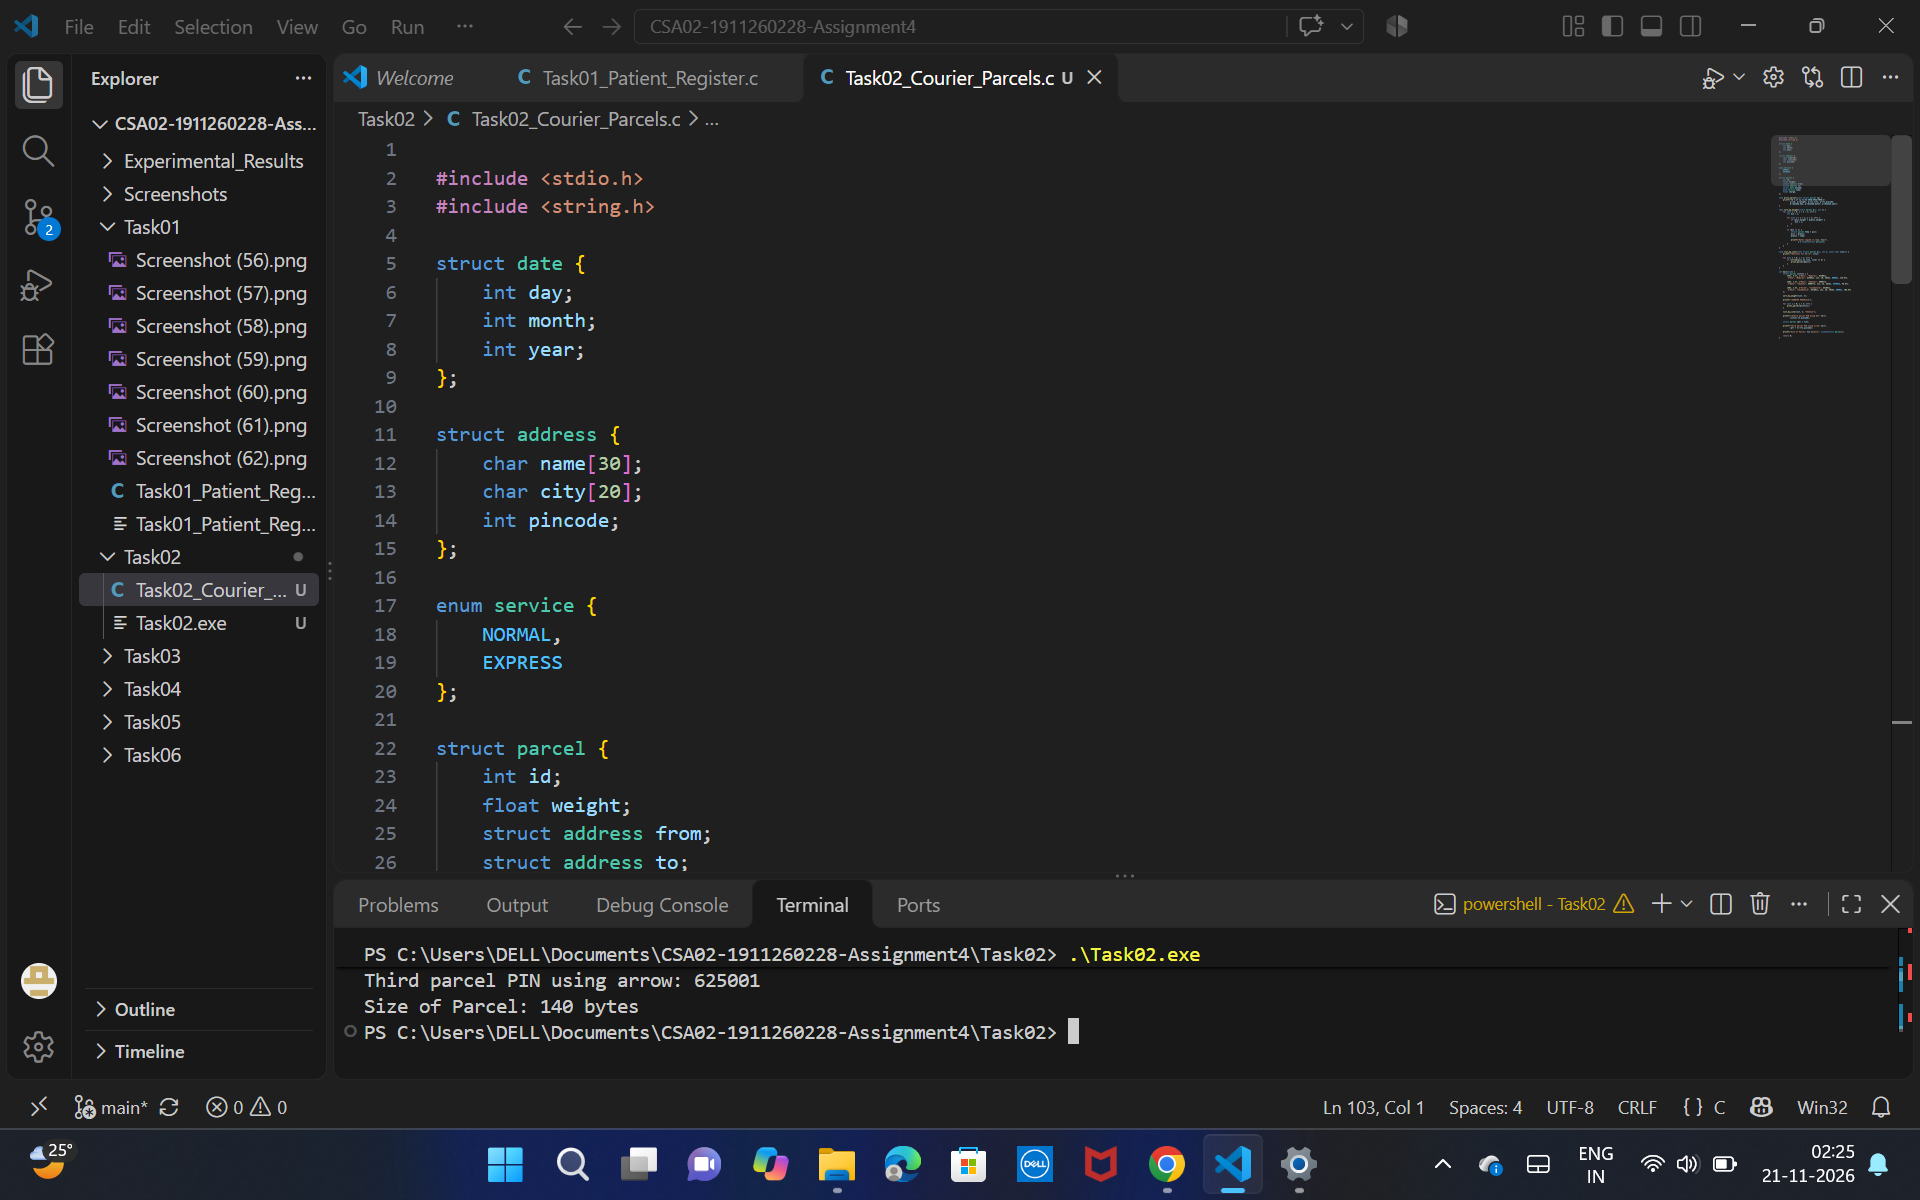 File Edit Selection View Go Run ... CSA02-1911260228-Assignment4
Explorer
CSA02-1911260228-Ass...
Experimental_Results
Screenshots
Task01
Screenshot (56).png
Screenshot (57).png
Screenshot (58).png
Screenshot (59).png
Screenshot (60).png
Screenshot (61).png
Screenshot (62).png
C Task01_Patient_Reg...
Task01_Patient_Reg...
Task02
C Task02_Courier_... U
Task02.exe U
Task03
Task04
Task05
Task06
Outline
Timeline
2
Welcome C Task01_Patient_Register.c C Task02_Courier_Parcels.c U
Task02 > C Task02_Courier_Parcels.c > ...
1
2 #include <stdio.h>
3 #include <string.h>
4
5 struct date {
6 int day;
7 int month;
8 int year;
9 };
10
11 struct address {
12 char name[30];
13 char city[20];
14 int pincode;
15 };
16
17 enum service {
18 NORMAL,
19 EXPRESS
20 };
21
22 struct parcel {
23 int id;
24 float weight;
25 struct address from;
26 struct address to;
Problems Output Debug Console Terminal Ports powershell - Task02
PS C:\Users\DELL\Documents\CSA02-1911260228-Assignment4\Task02> .\Task02.exe
Third parcel PIN using arrow: 625001
Size of Parcel: 140 bytes
PS C:\Users\DELL\Documents\CSA02-1911260228-Assignment4\Task02>
main* 0 0 Ln 103, Col 1 Spaces: 4 UTF-8 CRLF { } C Win32
25°
DELL
ENG
IN
02:25
21-11-2026